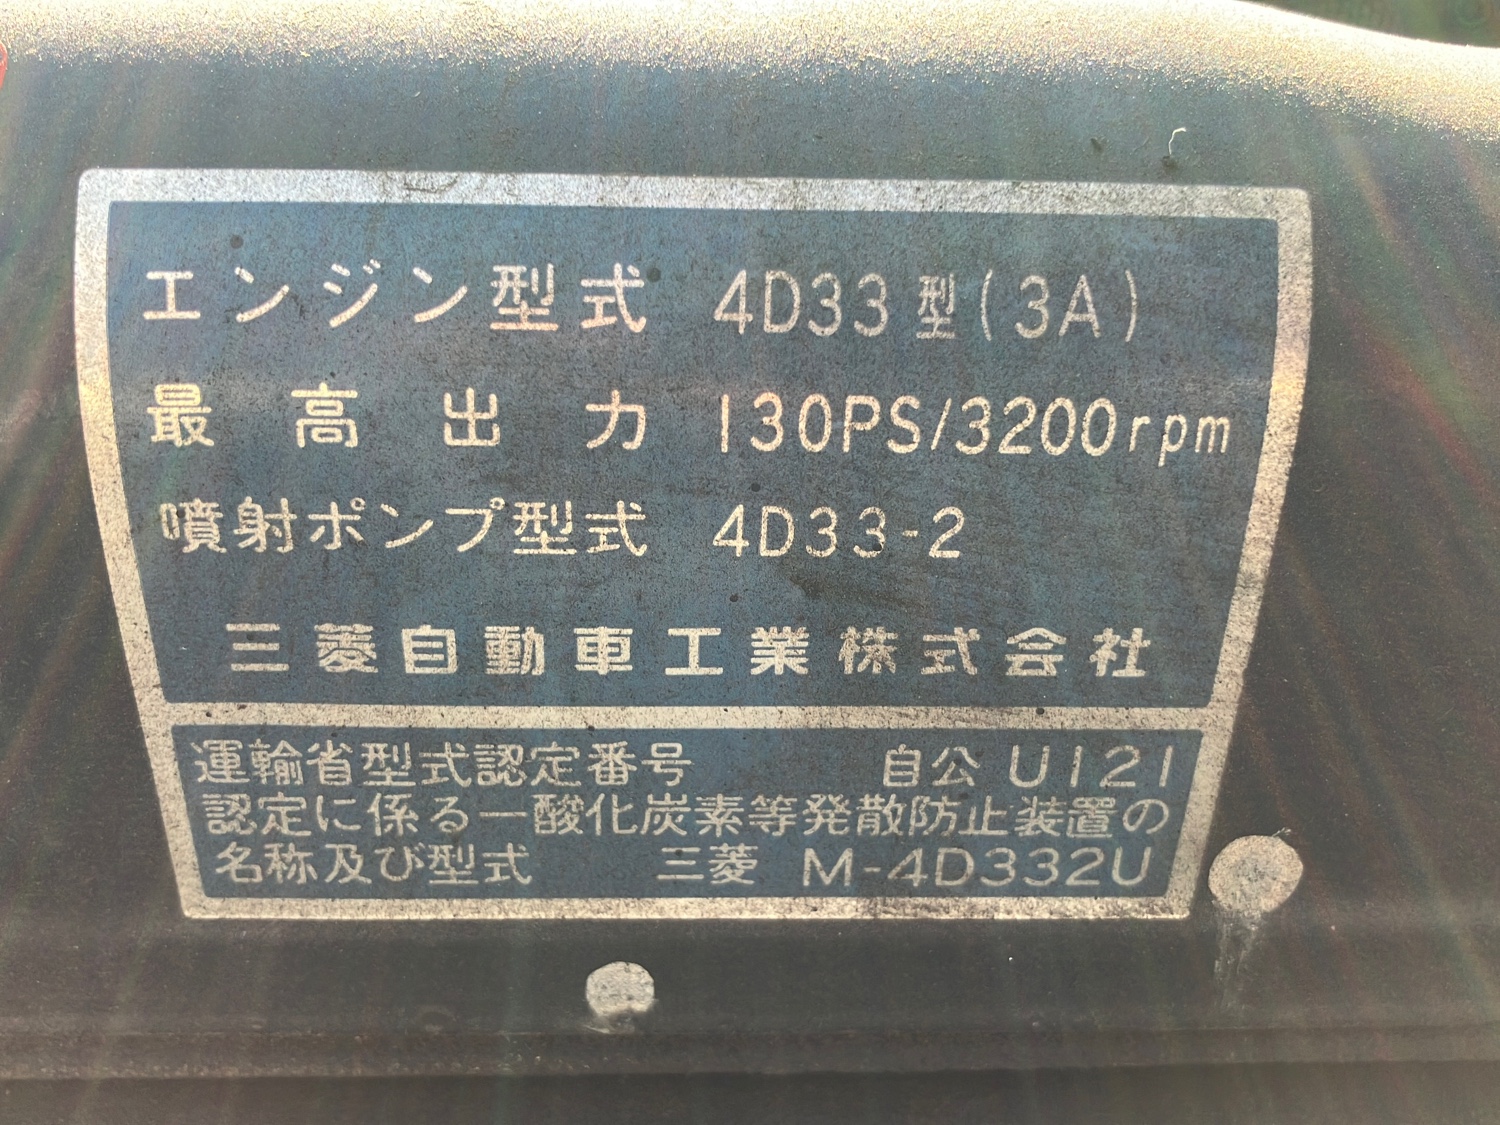 エンジン型式 4D33型(3A)
最高出力 130PS/3200rpm
噴射ポンプ型式 4D33-2
三菱自動車工業株式会社
運輸省型式認定番号 自公 U121
認定に係る一酸化炭素等発散防止装置の
名称及び型式 三菱 M-4D332U